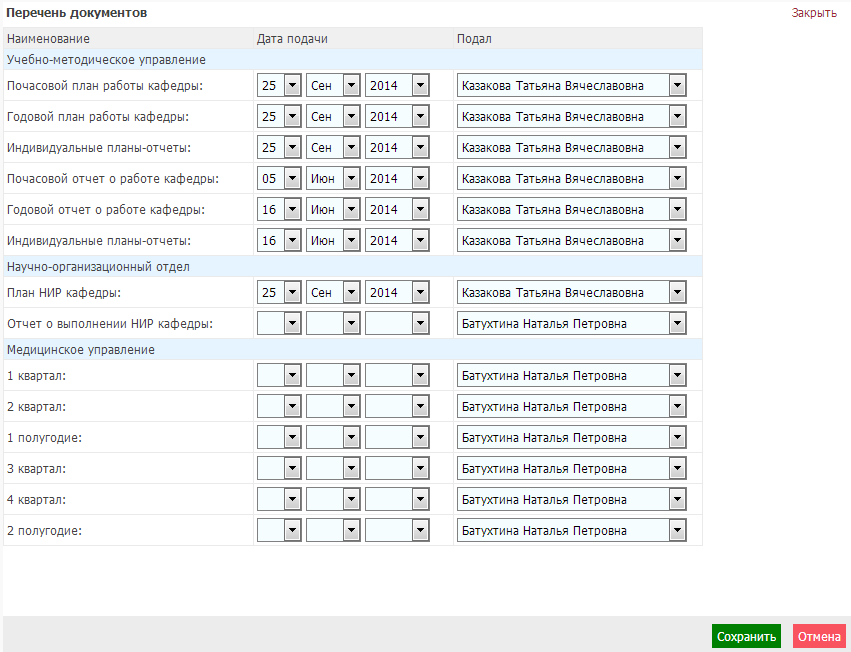 Перечень документов Закрыть
Наименование Дата подачи Подал
Учебно-методическое управление
Почасовой план работы кафедры: 25 Сен 2014 Казакова Татьяна Вячеславовна
Годовой план работы кафедры: 25 Сен 2014 Казакова Татьяна Вячеславовна
Индивидуальные планы-отчеты: 25 Сен 2014 Казакова Татьяна Вячеславовна
Почасовой отчет о работе кафедры: 05 Июн 2014 Казакова Татьяна Вячеславовна
Годовой отчет о работе кафедры: 16 Июн 2014 Казакова Татьяна Вячеславовна
Индивидуальные планы-отчеты: 16 Июн 2014 Казакова Татьяна Вячеславовна
Научно-организационный отдел
План НИР кафедры: 25 Сен 2014 Казакова Татьяна Вячеславовна
Отчет о выполнении НИР кафедры: Батухтина Наталья Петровна
Медицинское управление
1 квартал: Батухтина Наталья Петровна
2 квартал: Батухтина Наталья Петровна
1 полугодие: Батухтина Наталья Петровна
3 квартал: Батухтина Наталья Петровна
4 квартал: Батухтина Наталья Петровна
2 полугодие: Батухтина Наталья Петровна
Сохранить Отмена